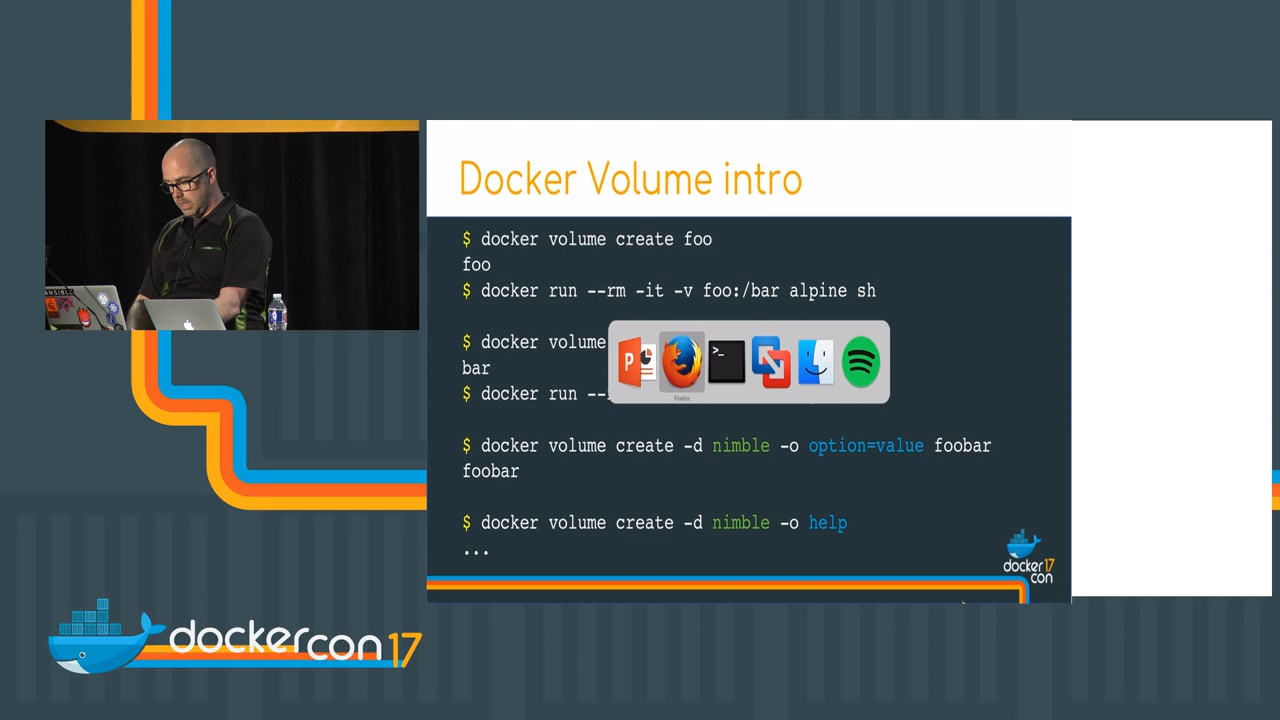 Docker Volume intro
$ docker volume create foo
foo
$ docker run --rm -it -v foo:/bar alpine sh
$ docker volume
bar
$ docker run --
$ docker volume create -d nimble -o option=value foobar
foobar
$ docker volume create -d nimble -o help
...
Firefox
P
>_
docker 17
con
ANSIBLE
dockercon 17